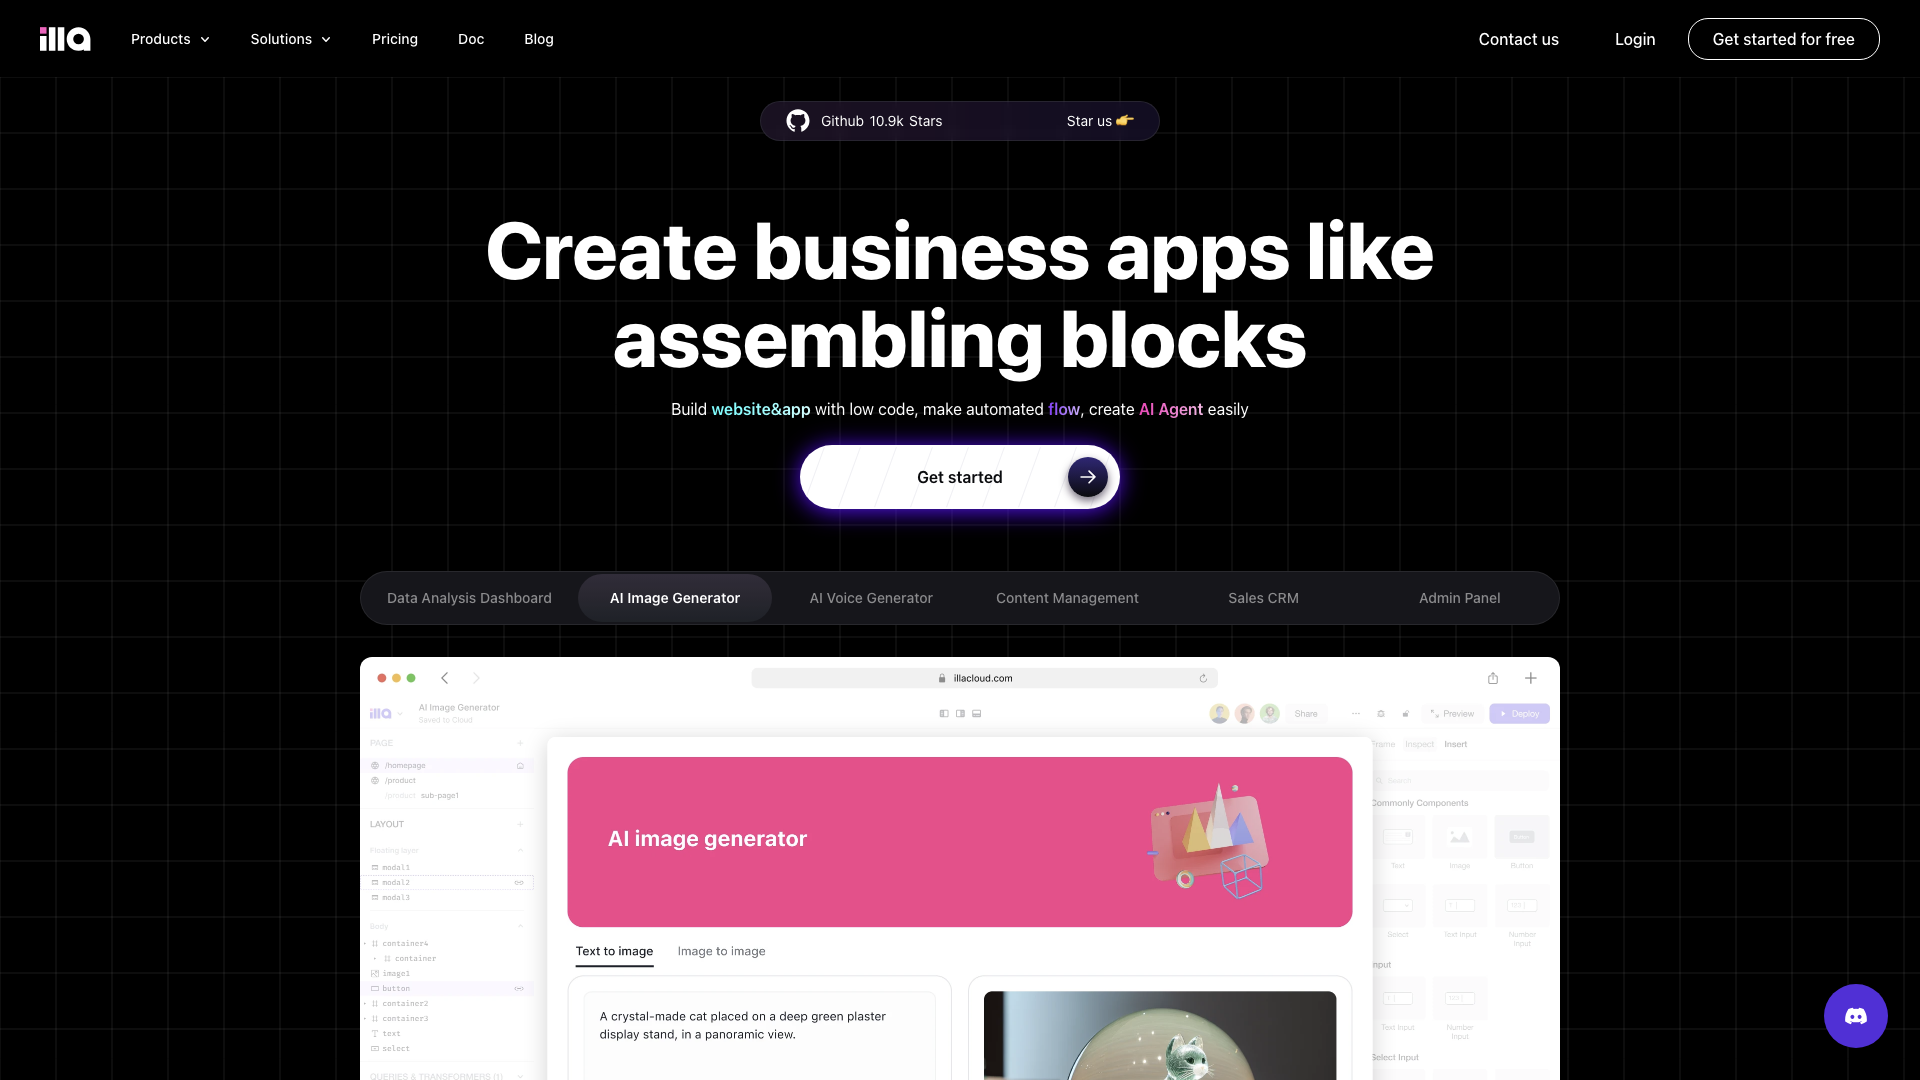 illa
Products
Solutions
Pricing
Doc
Blog
Contact us
Login
Get started for free
Github 10.9k Stars
Star us
Create business apps like
assembling blocks
Build website&app with low code, make automated flow, create AI Agent easily
Get started
Data Analysis Dashboard
AI Image Generator
AI Voice Generator
Content Management
Sales CRM
Admin Panel
illacloud.com
illa
AI Image Generator
Saved to Cloud
Share
Preview
Deploy
PAGE
/homepage
/product
/product sub-page1
LAYOUT
Floating layer
modal1
modal2
modal3
Body
container4
container
image1
button
container2
container3
text
select
QUERIES & TRANSFORMERS (1)
AI image generator
Text to image
Image to image
A crystal-made cat placed on a deep green plaster
display stand, in a panoramic view.
Frame
Inspect
Insert
Search
Commonly Components
Text
Image
Button
Select
Text Input
Number
Input
Input
Text Input
Number
Input
Select Input